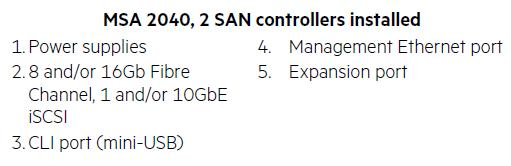 MSA 2040, 2 SAN controllers installed
1. Power supplies
2. 8 and/or 16Gb Fibre
Channel, 1 and/or 10GbE
iSCSI
3. CLI port (mini-USB)
4. Management Ethernet port
5. Expansion port